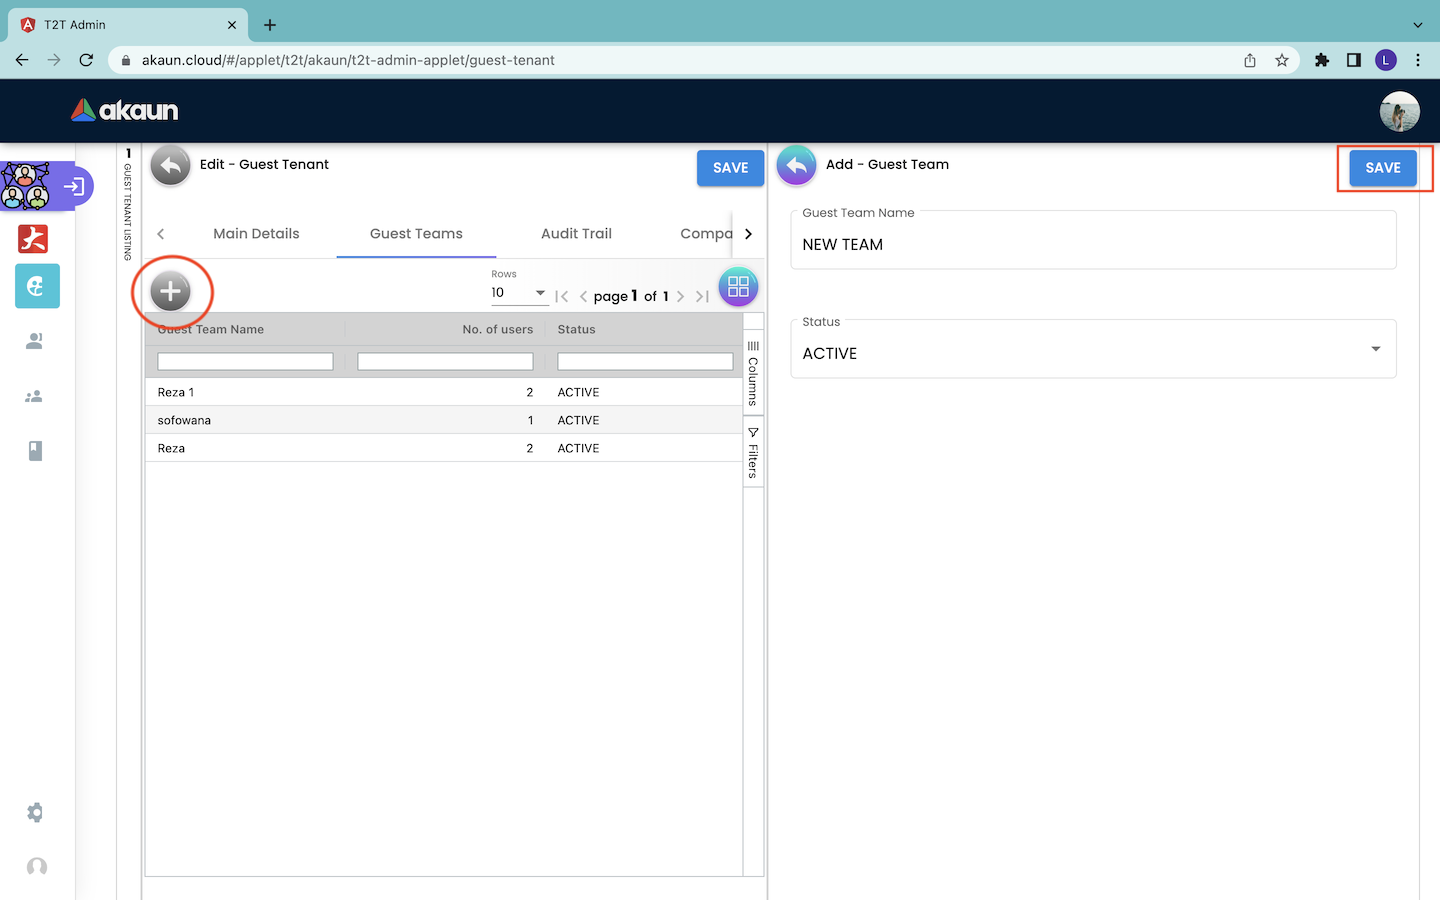 T2T Admin
akaun.cloud/#/applet/t2t/akaun/t2t-admin-applet/guest-tenant
L
akaun
1 GUEST TENANT LISTING
Edit - Guest Tenant
SAVE
Main Details
Guest Teams
Audit Trail
Compa
Rows
10
page 1 of 1
Guest Team Name
No. of users
Status
Reza 1
2
ACTIVE
sofowana
1
ACTIVE
Reza
2
ACTIVE
Columns
Filters
Add - Guest Team
SAVE
Guest Team Name
NEW TEAM
Status
ACTIVE